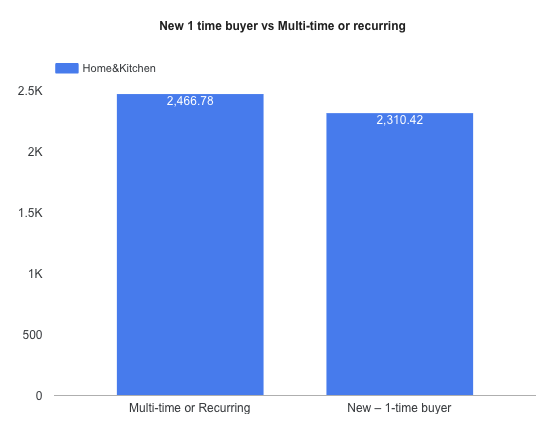 New 1 time buyer vs Multi-time or recurring
Home&Kitchen
2.5K
2K
1.5K
1K
500
0
2,466.78
2,310.42
Multi-time or Recurring
New – 1-time buyer